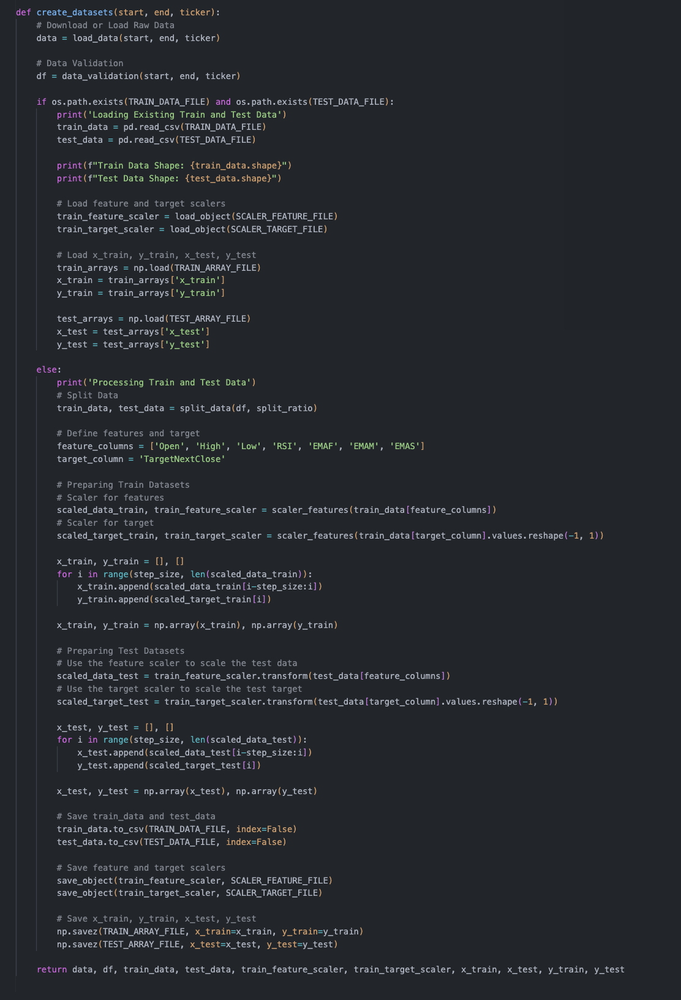 def create_datasets(start, end, ticker):
    # Download or Load Raw Data
    data = load_data(start, end, ticker)

    # Data Validation
    df = data_validation(start, end, ticker)

    if os.path.exists(TRAIN_DATA_FILE) and os.path.exists(TEST_DATA_FILE):
        print('Loading Existing Train and Test Data')
        train_data = pd.read_csv(TRAIN_DATA_FILE)
        test_data = pd.read_csv(TEST_DATA_FILE)

        print(f"Train Data Shape: {train_data.shape}")
        print(f"Test Data Shape: {test_data.shape}")

        # Load feature and target scalers
        train_feature_scaler = load_object(SCALER_FEATURE_FILE)
        train_target_scaler = load_object(SCALER_TARGET_FILE)

        # Load x_train, y_train, x_test, y_test
        train_arrays = np.load(TRAIN_ARRAY_FILE)
        x_train = train_arrays['x_train']
        y_train = train_arrays['y_train']

        test_arrays = np.load(TEST_ARRAY_FILE)
        x_test = test_arrays['x_test']
        y_test = test_arrays['y_test']

    else:
        print('Processing Train and Test Data')
        # Split Data
        train_data, test_data = split_data(df, split_ratio)

        # Define features and target
        feature_columns = ['Open', 'High', 'Low', 'RSI', 'EMAF', 'EMAM', 'EMAS']
        target_column = 'TargetNextClose'

        # Preparing Train Datasets
        # Scaler for features
        scaled_data_train, train_feature_scaler = scaler_features(train_data[feature_columns])
        # Scaler for target
        scaled_target_train, train_target_scaler = scaler_features(train_data[target_column].values.reshape(-1, 1))

        x_train, y_train = [], []
        for i in range(step_size, len(scaled_data_train)):
            x_train.append(scaled_data_train[i-step_size:i])
            y_train.append(scaled_target_train[i])

        x_train, y_train = np.array(x_train), np.array(y_train)

        # Preparing Test Datasets
        # Use the feature scaler to scale the test data
        scaled_data_test = train_feature_scaler.transform(test_data[feature_columns])
        # Use the target scaler to scale the test target
        scaled_target_test = train_target_scaler.transform(test_data[target_column].values.reshape(-1, 1))

        x_test, y_test = [], []
        for i in range(step_size, len(scaled_data_test)):
            x_test.append(scaled_data_test[i-step_size:i])
            y_test.append(scaled_target_test[i])

        x_test, y_test = np.array(x_test), np.array(y_test)

        # Save train_data and test_data
        train_data.to_csv(TRAIN_DATA_FILE, index=False)
        test_data.to_csv(TEST_DATA_FILE, index=False)

        # Save feature and target scalers
        save_object(train_feature_scaler, SCALER_FEATURE_FILE)
        save_object(train_target_scaler, SCALER_TARGET_FILE)

        # Save x_train, y_train, x_test, y_test
        np.savez(TRAIN_ARRAY_FILE, x_train=x_train, y_train=y_train)
        np.savez(TEST_ARRAY_FILE, x_test=x_test, y_test=y_test)

    return data, df, train_data, test_data, train_feature_scaler, train_target_scaler, x_train, x_test, y_train, y_test